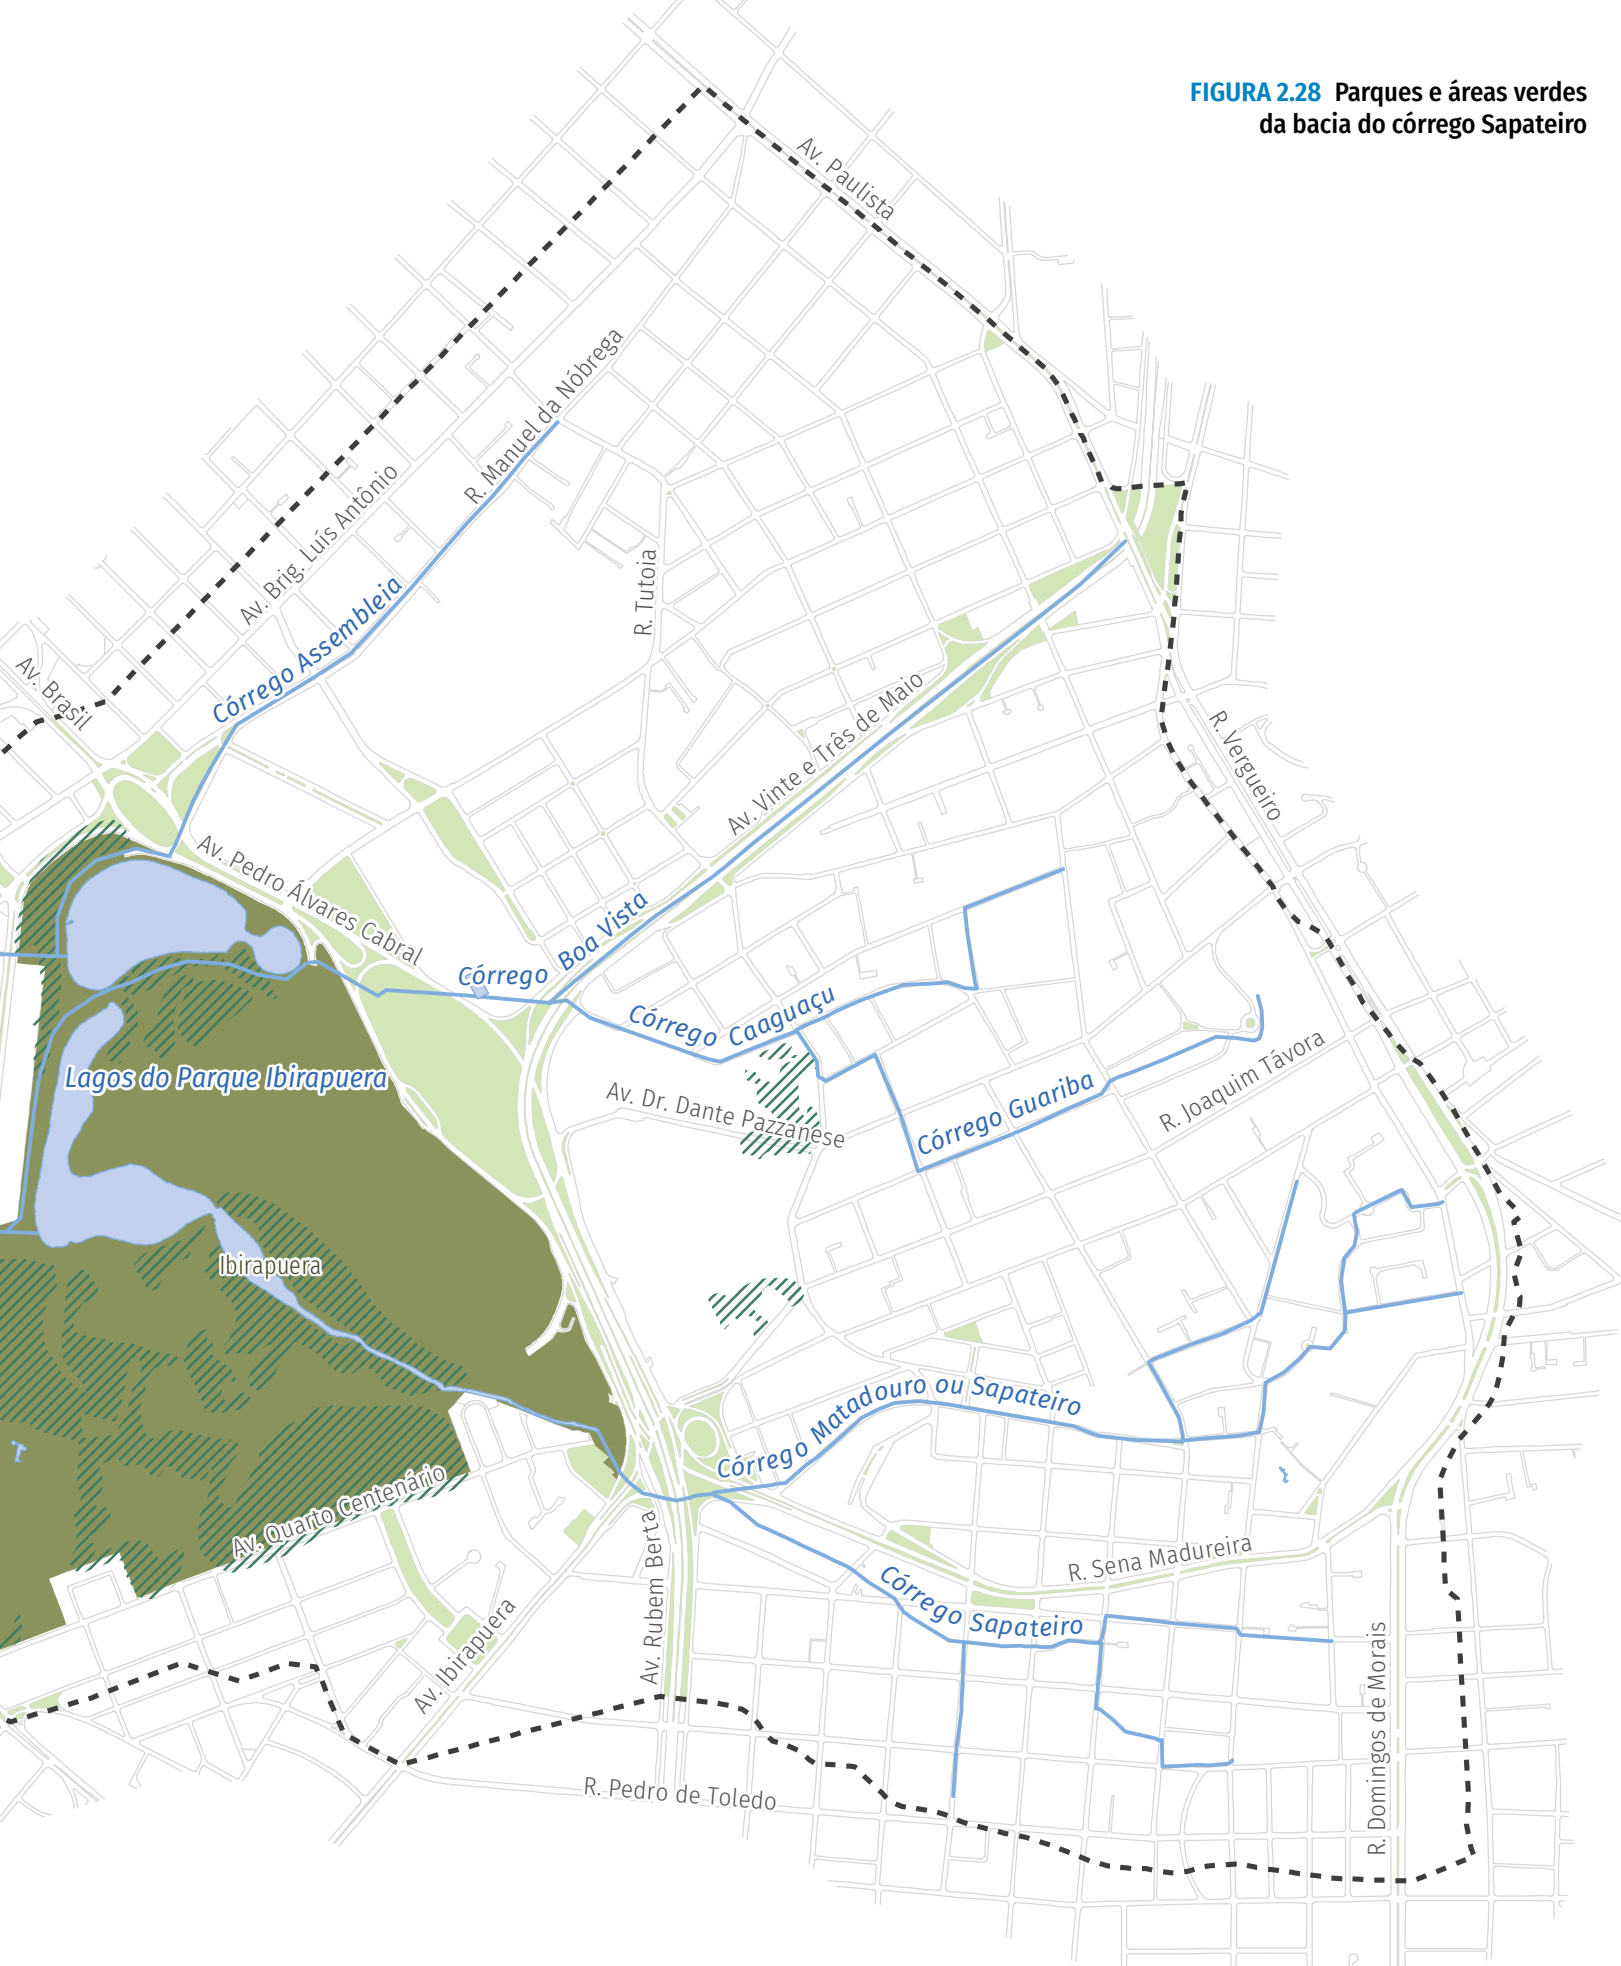 FIGURA 2.28 Parques e áreas verdes
da bacia do córrego Sapateiro
Av. Paulista
R. Manuel da Nóbrega
Av. Brig. Luís Antônio
R. Tutoia
Córrego Assembleia
Av. Brasil
Av. Vinte e Três de Maio
R. Vergueiro
Av. Pedro Álvares Cabral
Córrego Boa Vista
Córrego Caaguaçu
Lagos do Parque Ibirapuera
Av. Dr. Dante Pazzanese
Córrego Guariba
R. Joaquim Távora
Ibirapuera
Córrego Matadouro ou Sapateiro
Av. Quarto Centenário
Av. Rubem Berta
R. Sena Madureira
Córrego Sapateiro
Av. Ibirapuera
R. Domingos de Morais
R. Pedro de Toledo